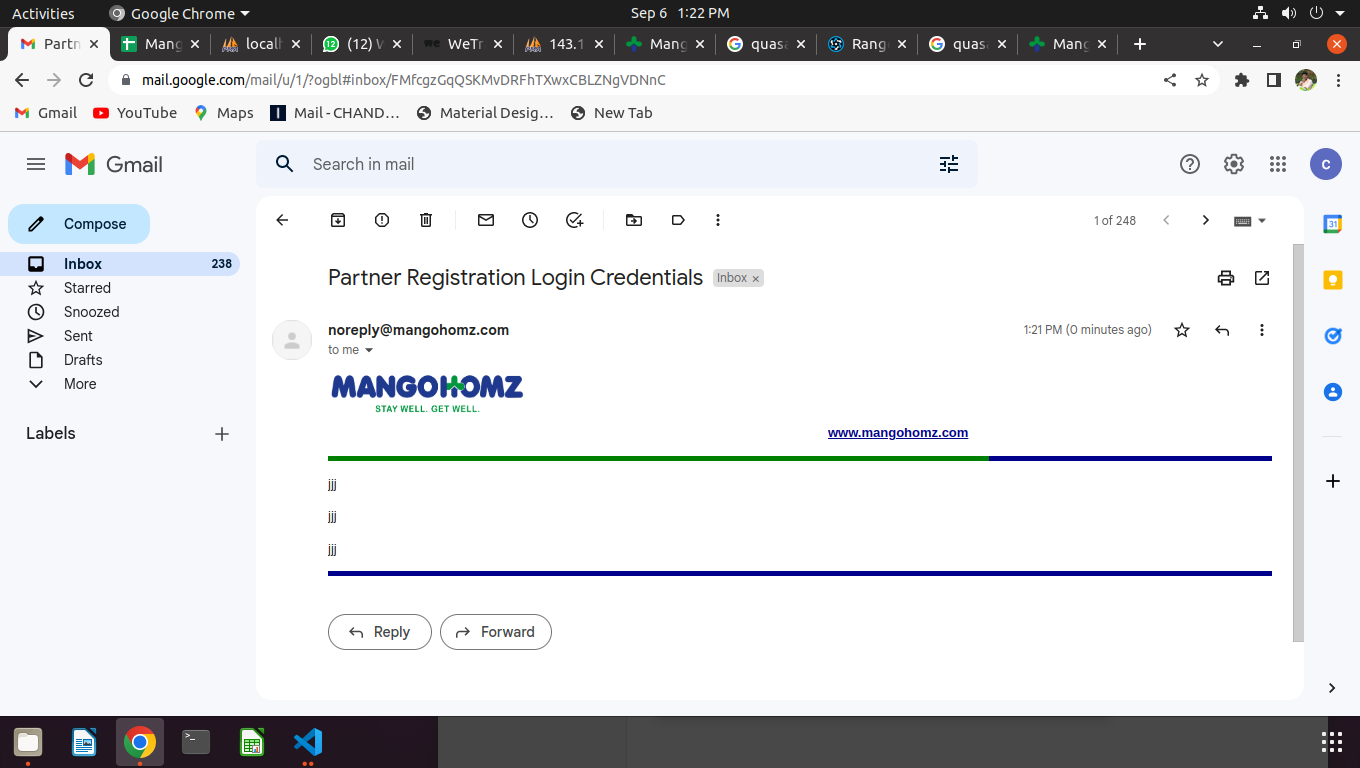 Activities Google Chrome Sep 6 1:22 PM
Partn Mang localh (12) W WeTr 143.1 Mang quasa Rang quas Mang
mail.google.com/mail/u/1/?ogbl#inbox/FMfcgzGqQSKMvDRFhTXwxCBLZNgVDNnC
Gmail YouTube Maps Mail - CHAND... Material Desig... New Tab
Gmail Search in mail C
Compose
1 of 248
Inbox 238
Starred
Snoozed
Sent
Drafts
More
Labels
Partner Registration Login Credentials Inbox ×
noreply@mangohomz.com 1:21 PM (0 minutes ago)
to me
MANGOHOMZ
STAY WELL. GET WELL.
www.mangohomz.com
jjj
jjj
jjj
Reply Forward
31